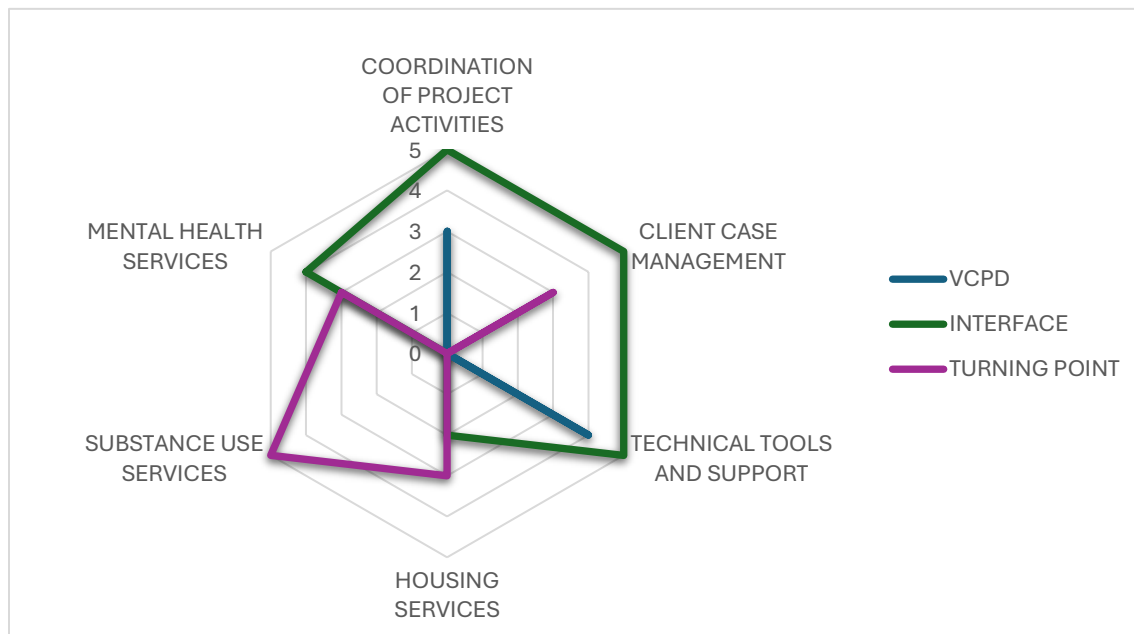 COORDINATION
OF PROJECT
ACTIVITIES
5
4
3
2
1
0
MENTAL HEALTH
SERVICES
CLIENT CASE
MANAGEMENT
SUBSTANCE USE
SERVICES
TECHNICAL TOOLS
AND SUPPORT
HOUSING
SERVICES
VCPD
INTERFACE
TURNING POINT